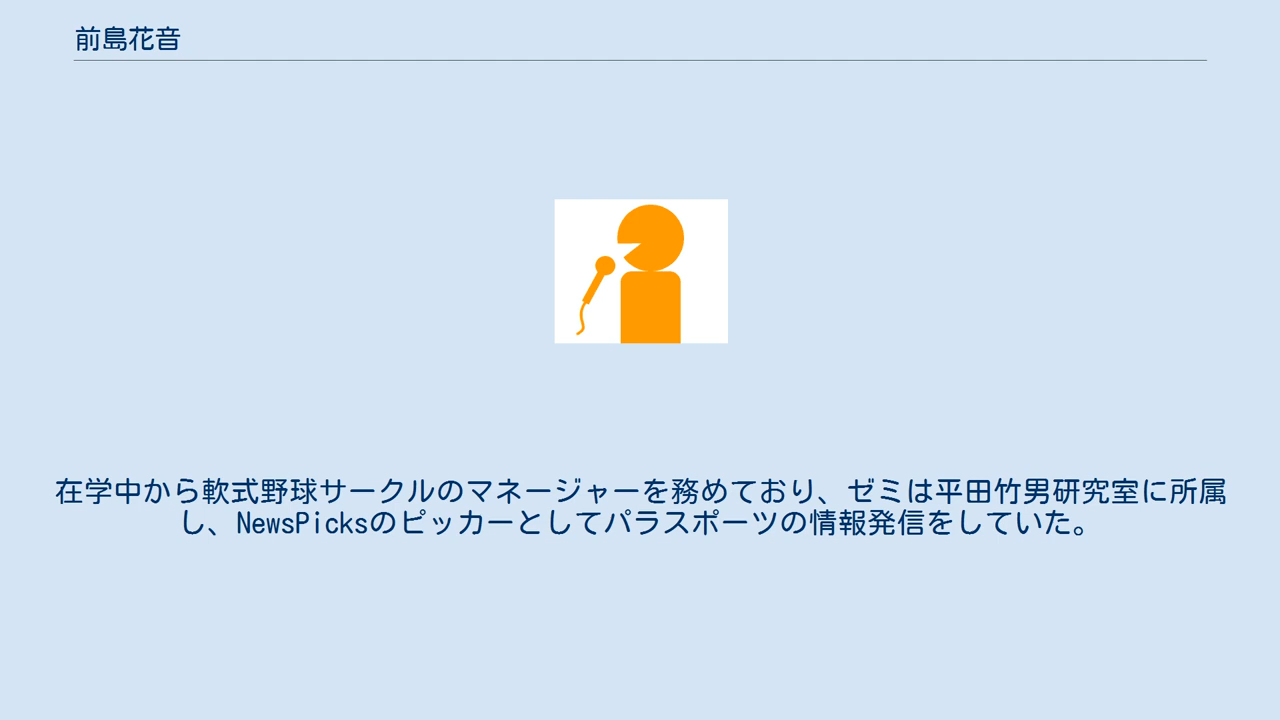 前島花音
在学中から軟式野球サークルのマネージャーを務めており、ゼミは平田竹男研究室に所属
し、NewsPicksのピッカーとしてパラスポーツの情報発信をしていた。